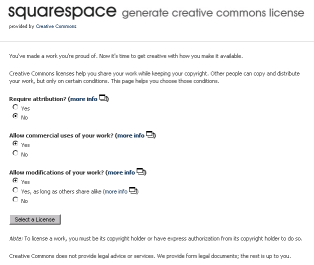 squarespace generate creative commons license
provided by Creative Commons
You've made a work you're proud of. Now it's time to get creative with how you make it available.
Creative Commons licenses help you share your work while keeping your copyright. Other people can copy and distribute
your work, but only on certain conditions. This page helps you choose those conditions.
Require attribution? (more info )
Yes
No
Allow commercial uses of your work? (more info )
Yes
No
Allow modifications of your work? (more info )
Yes
Yes, as long as others share alike (more info )
No
Select a License
Note: To license a work, you must be its copyright holder or have express authorization from its copyright holder to do so.
Creative Commons does not provide legal advice or services. We provide form legal documents; the rest is up to you.